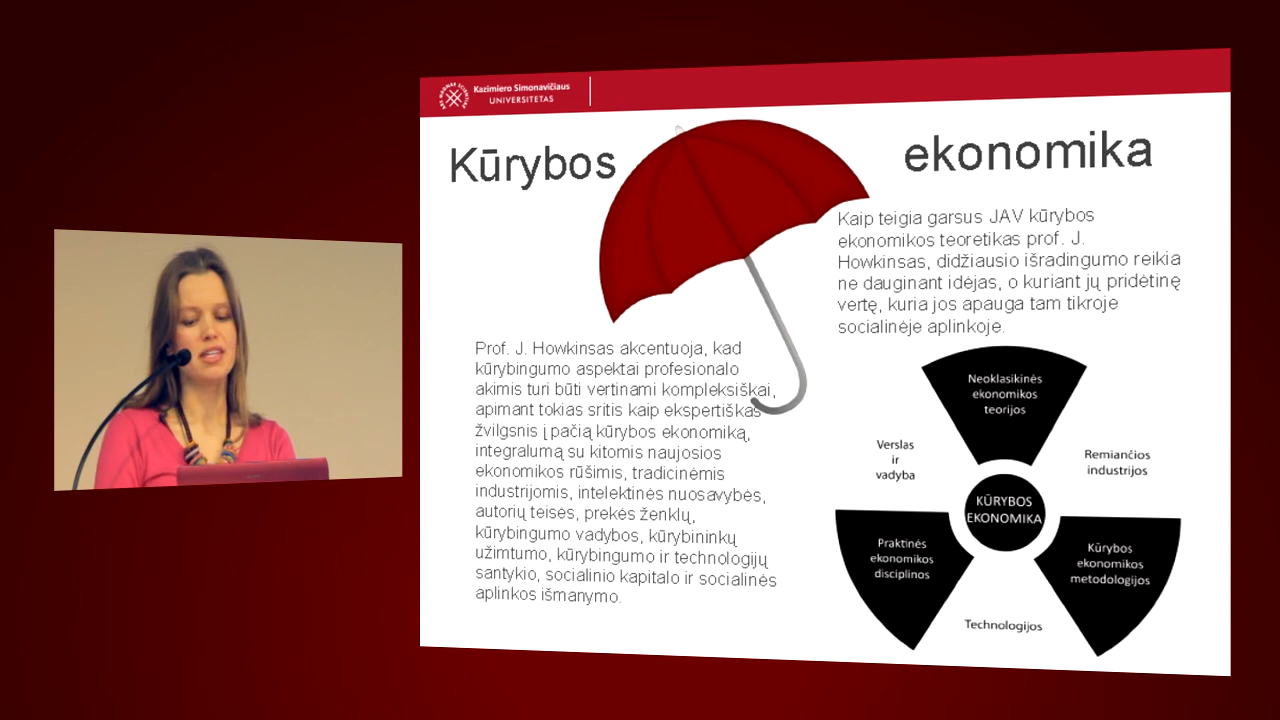 Kazimiero Simonavičiaus
UNIVERSITETAS
Kūrybos ekonomika
Kaip teigia garsus JAV kūrybos
ekonomikos teoretikas prof. J.
Howkinsas, didžiausio išradingumo reikia
ne dauginant idėjas, o kuriant jų pridėtinę
vertę, kuria jos apauga tam tikroje
socialinėje aplinkoje.
Prof. J. Howkinsas akcentuoja, kad
kūrybingumo aspektai profesionalo
akimis turi būti vertinami kompleksiškai,
apimant tokias sritis kaip ekspertiškas
žvilgsnis į pačią kūrybos ekonomiką,
integralumą su kitomis naujosios
ekonomikos rūšimis, tradicinėmis
industrijomis, intelektinės nuosavybės,
autorių teisės, prekės ženklų,
kūrybingumo vadybos, kūrybininkų
užimtumo, kūrybingumo ir technologijų
santykio, socialinio kapitalo ir socialinės
aplinkos išmanymo.
Neoklasikinės
ekonomikos
teorijos
Verslas
ir
vadyba
Remiančios
industrijos
KŪRYBOS
EKONOMIKA
Praktinės
ekonomikos
disciplinos
Kūrybos
ekonomikos
metodologijos
Technologijos